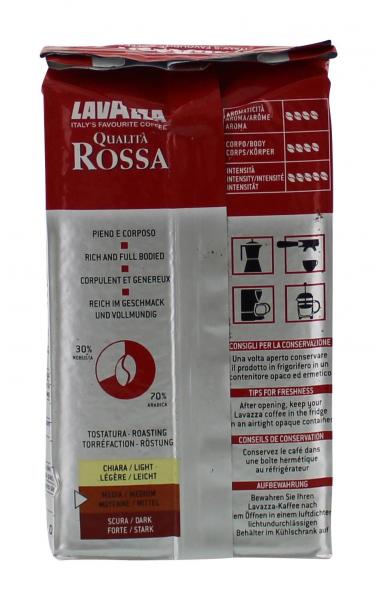 LAVAZZA
ITALY'S FAVOURITE COFFEE
QUALITÀ
ROSSA
PIENO E CORPOSO
RICH AND FULL BODIED
CORPULENT ET GENEREUX
REICH IM GESCHMACK
UND VOLLMUNDIG
30%
ROBUSTA
70%
ARABICA
TOSTATURA - ROASTING
TORRÉFACTION - RÖSTUNG
CHIARA / LIGHT
LÉGÈRE / LEICHT
MEDIA / MEDIUM
MOYENNE / MITTEL
SCURA / DARK
FORTE / STARK
AROMATICITÀ
AROMA/ARÔME
AROMA
CORPO/BODY
CORPS/KÖRPER
INTENSITÀ
INTENSITY/INTENSITÉ
INTENSITÄT
CONSIGLI PER LA CONSERVAZIONE
Una volta aperto conservare
il prodotto in frigorifero in un
contenitore opaco ed ermetico
TIPS FOR FRESHNESS
After opening, keep your
Lavazza coffee in the fridge
in an airtight opaque container
CONSEILS DE CONSERVATION
Conservez le café dans
une boîte hermétique
au réfrigérateur
AUFBEWAHRUNG
Bewahren Sie Ihren
Lavazza-Kaffee nach
dem Öffnen in einem luftdichten
lichtundurchlässigen
Behälter im Kühlschrank auf